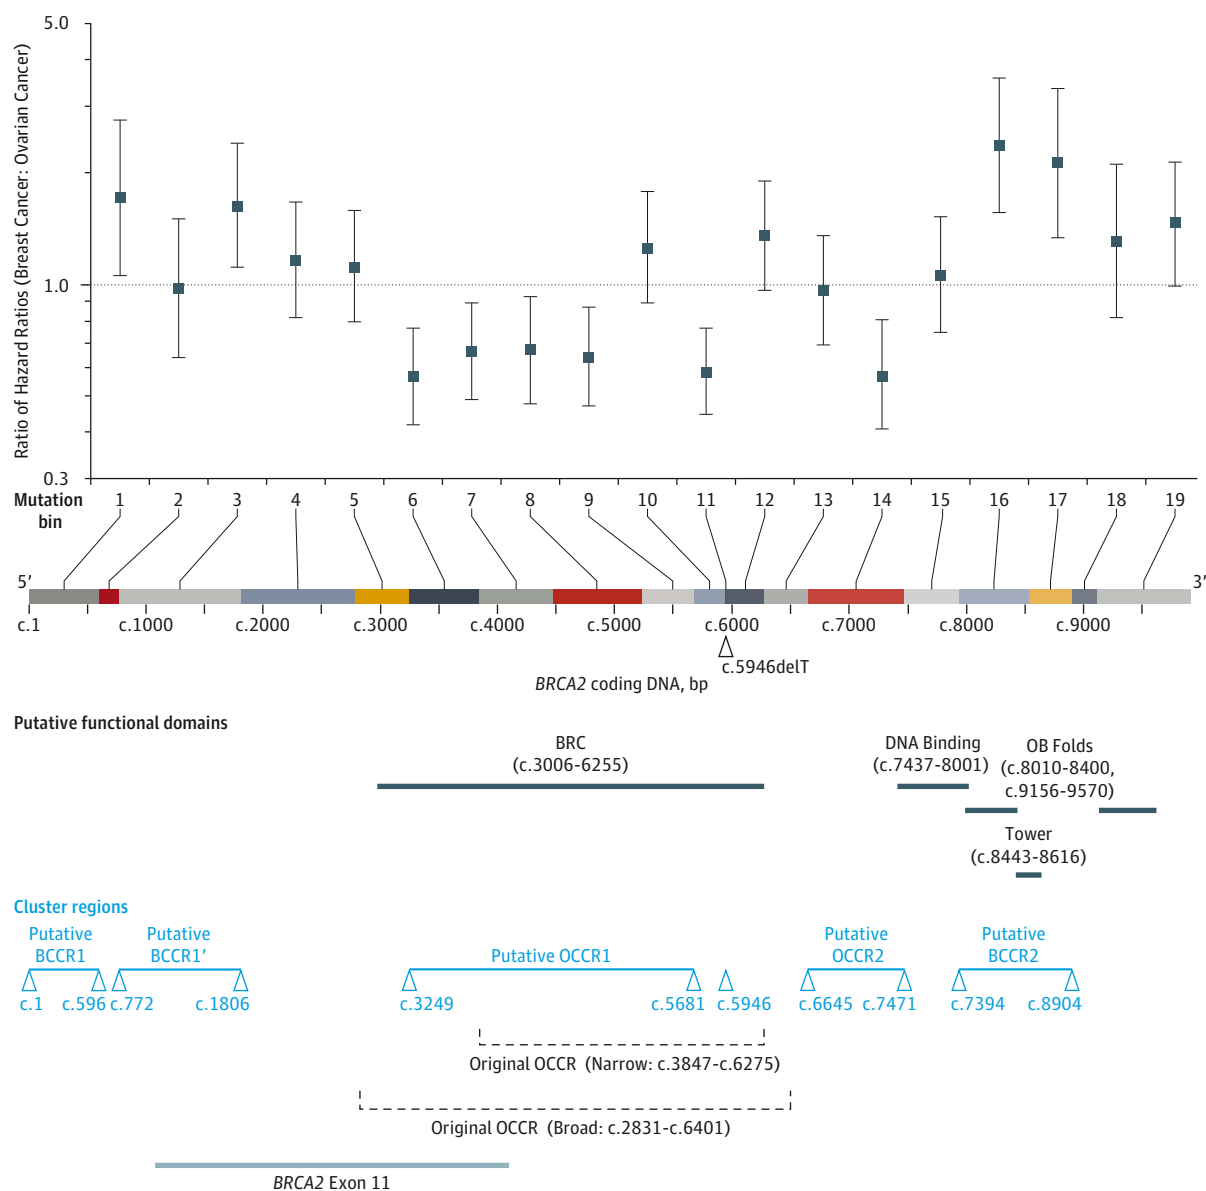 5.0
Ratio of Hazard Ratios (Breast Cancer: Ovarian Cancer)
1.0
0.3
Mutation bin
1 2 3 4 5 6 7 8 9 10 11 12 13 14 15 16 17 18 19
5′ 3′
c.1 c.1000 c.2000 c.3000 c.4000 c.5000 c.6000 c.7000 c.8000 c.9000
c.5946delT
BRCA2 coding DNA, bp
Putative functional domains
BRC
(c.3006-6255)
DNA Binding
(c.7437-8001)
OB Folds
(c.8010-8400,
c.9156-9570)
Tower
(c.8443-8616)
Cluster regions
Putative
BCCR1
Putative
BCCR1′
Putative OCCR1
Putative
OCCR2
Putative
BCCR2
c.1 c.596 c.772 c.1806 c.3249 c.5681 c.5946 c.6645 c.7471 c.7394 c.8904
Original OCCR (Narrow: c.3847-c.6275)
Original OCCR (Broad: c.2831-c.6401)
BRCA2 Exon 11